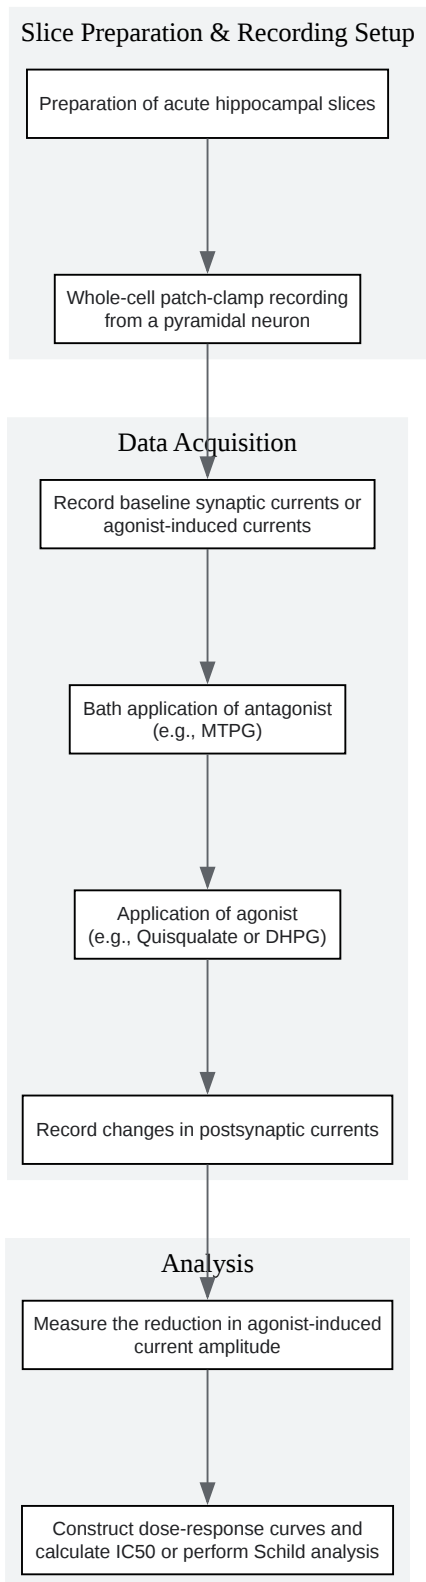 Slice Preparation & Recording Setup
Preparation of acute hippocampal slices
Whole-cell patch-clamp recording
from a pyramidal neuron
Data Acquisition
Record baseline synaptic currents or
agonist-induced currents
Bath application of antagonist
(e.g., MTPG)
Application of agonist
(e.g., Quisqualate or DHPG)
Record changes in postsynaptic currents
Analysis
Measure the reduction in agonist-induced
current amplitude
Construct dose-response curves and
calculate IC50 or perform Schild analysis